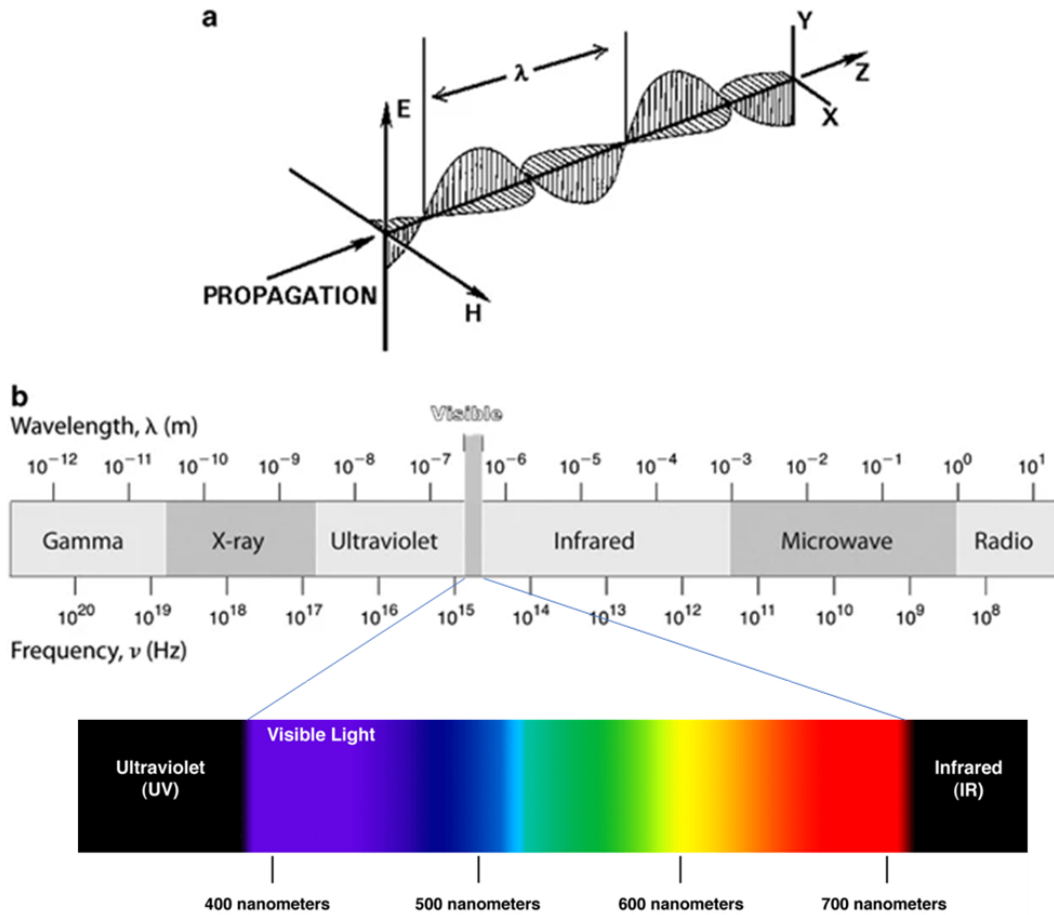 a
Y
λ
Z
E
X
PROPAGATION
H
b
Visible
Wavelength, λ (m)
10⁻¹² 10⁻¹¹ 10⁻¹⁰ 10⁻⁹ 10⁻⁸ 10⁻⁷ 10⁻⁶ 10⁻⁵ 10⁻⁴ 10⁻³ 10⁻² 10⁻¹ 10⁰ 10¹
Gamma X-ray Ultraviolet Infrared Microwave Radio
10²⁰ 10¹⁹ 10¹⁸ 10¹⁷ 10¹⁶ 10¹⁵ 10¹⁴ 10¹³ 10¹² 10¹¹ 10¹⁰ 10⁹ 10⁸
Frequency, ν (Hz)
Visible Light
Ultraviolet
(UV)
Infrared
(IR)
400 nanometers 500 nanometers 600 nanometers 700 nanometers